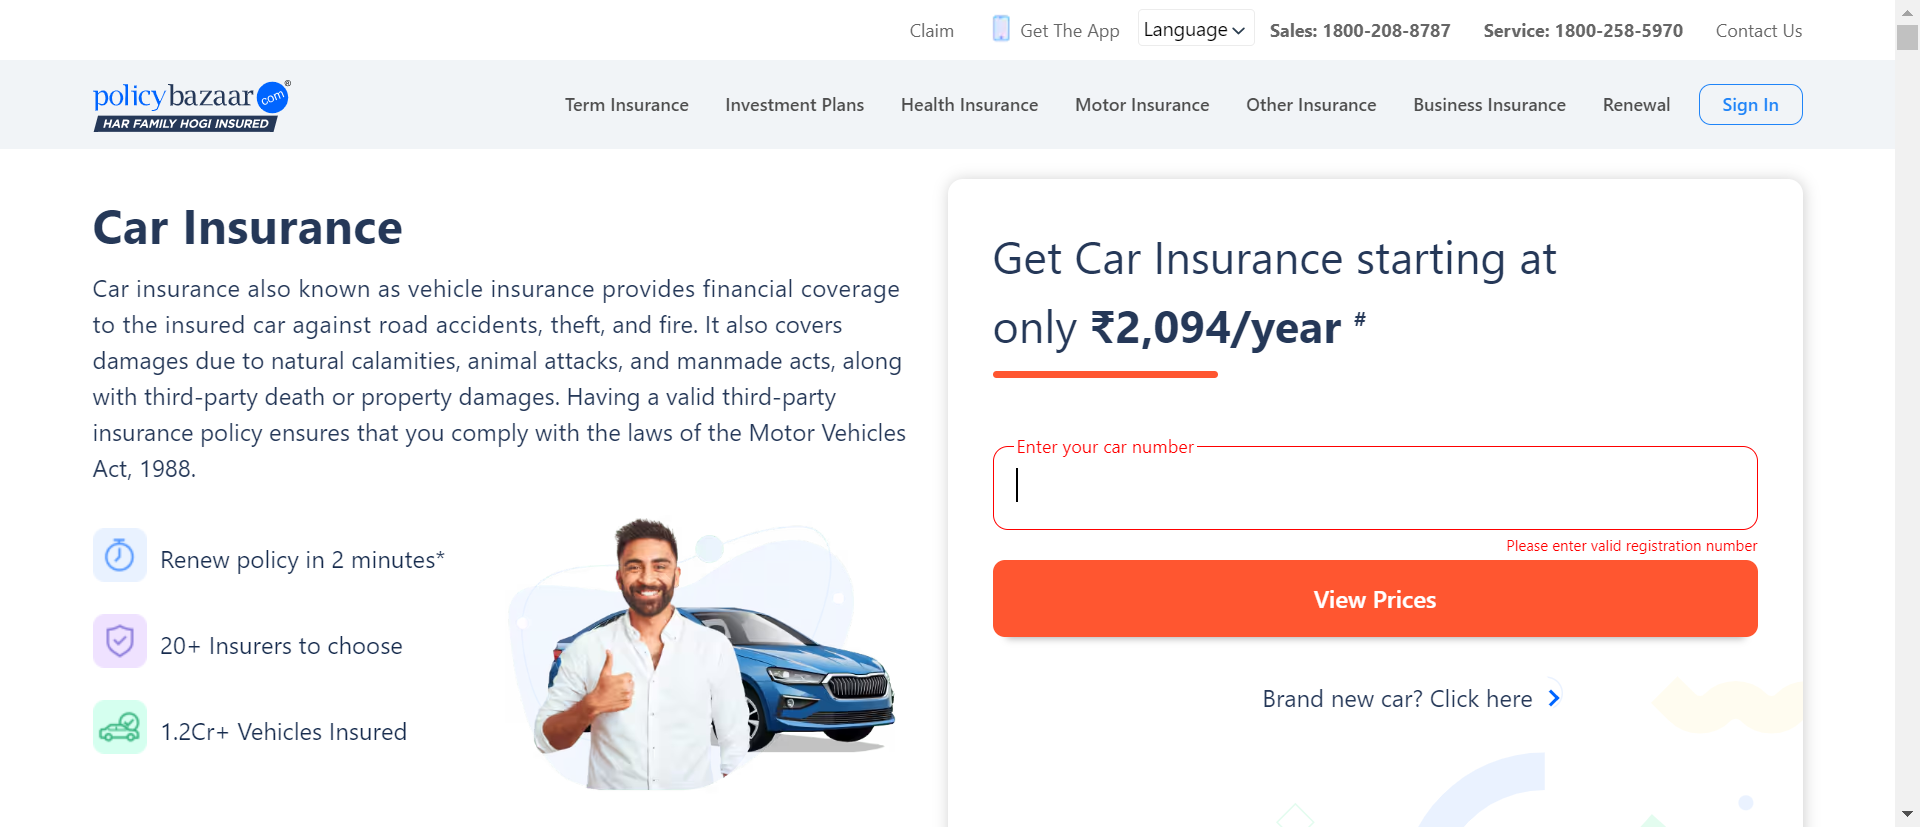 Claim
Get The App
Language
Sales: 1800-208-8787
Service: 1800-258-5970
Contact Us
policybazaar.com®
HAR FAMILY HOGI INSURED
Term Insurance
Investment Plans
Health Insurance
Motor Insurance
Other Insurance
Business Insurance
Renewal
Sign In
Car Insurance
Car insurance also known as vehicle insurance provides financial coverage
to the insured car against road accidents, theft, and fire. It also covers
damages due to natural calamities, animal attacks, and manmade acts, along
with third-party death or property damages. Having a valid third-party
insurance policy ensures that you comply with the laws of the Motor Vehicles
Act, 1988.
Renew policy in 2 minutes*
20+ Insurers to choose
1.2Cr+ Vehicles Insured
Get Car Insurance starting at
only ₹2,094/year #
Enter your car number
Please enter valid registration number
View Prices
Brand new car? Click here